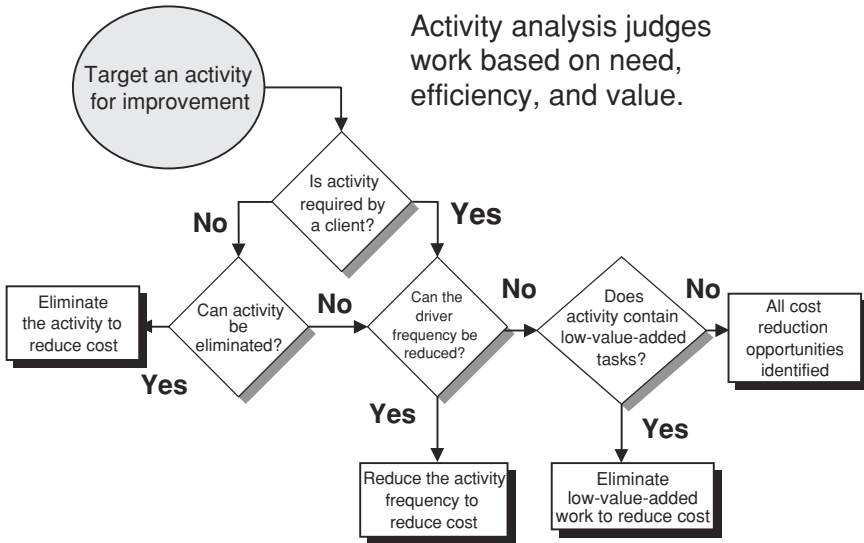 Activity analysis judges
work based on need,
efficiency, and value.
Target an activity
for improvement
Is activity
required by
a client?
No
Yes
Eliminate
the activity to
reduce cost
Can activity
be
eliminated?
No
Yes
Can the
driver
frequency be
reduced?
No
Yes
Does
activity contain
low-value-added
tasks?
No
Yes
All cost
reduction
opportunities
identified
Reduce the activity
frequency to
reduce cost
Eliminate
low-value-added
work to reduce cost